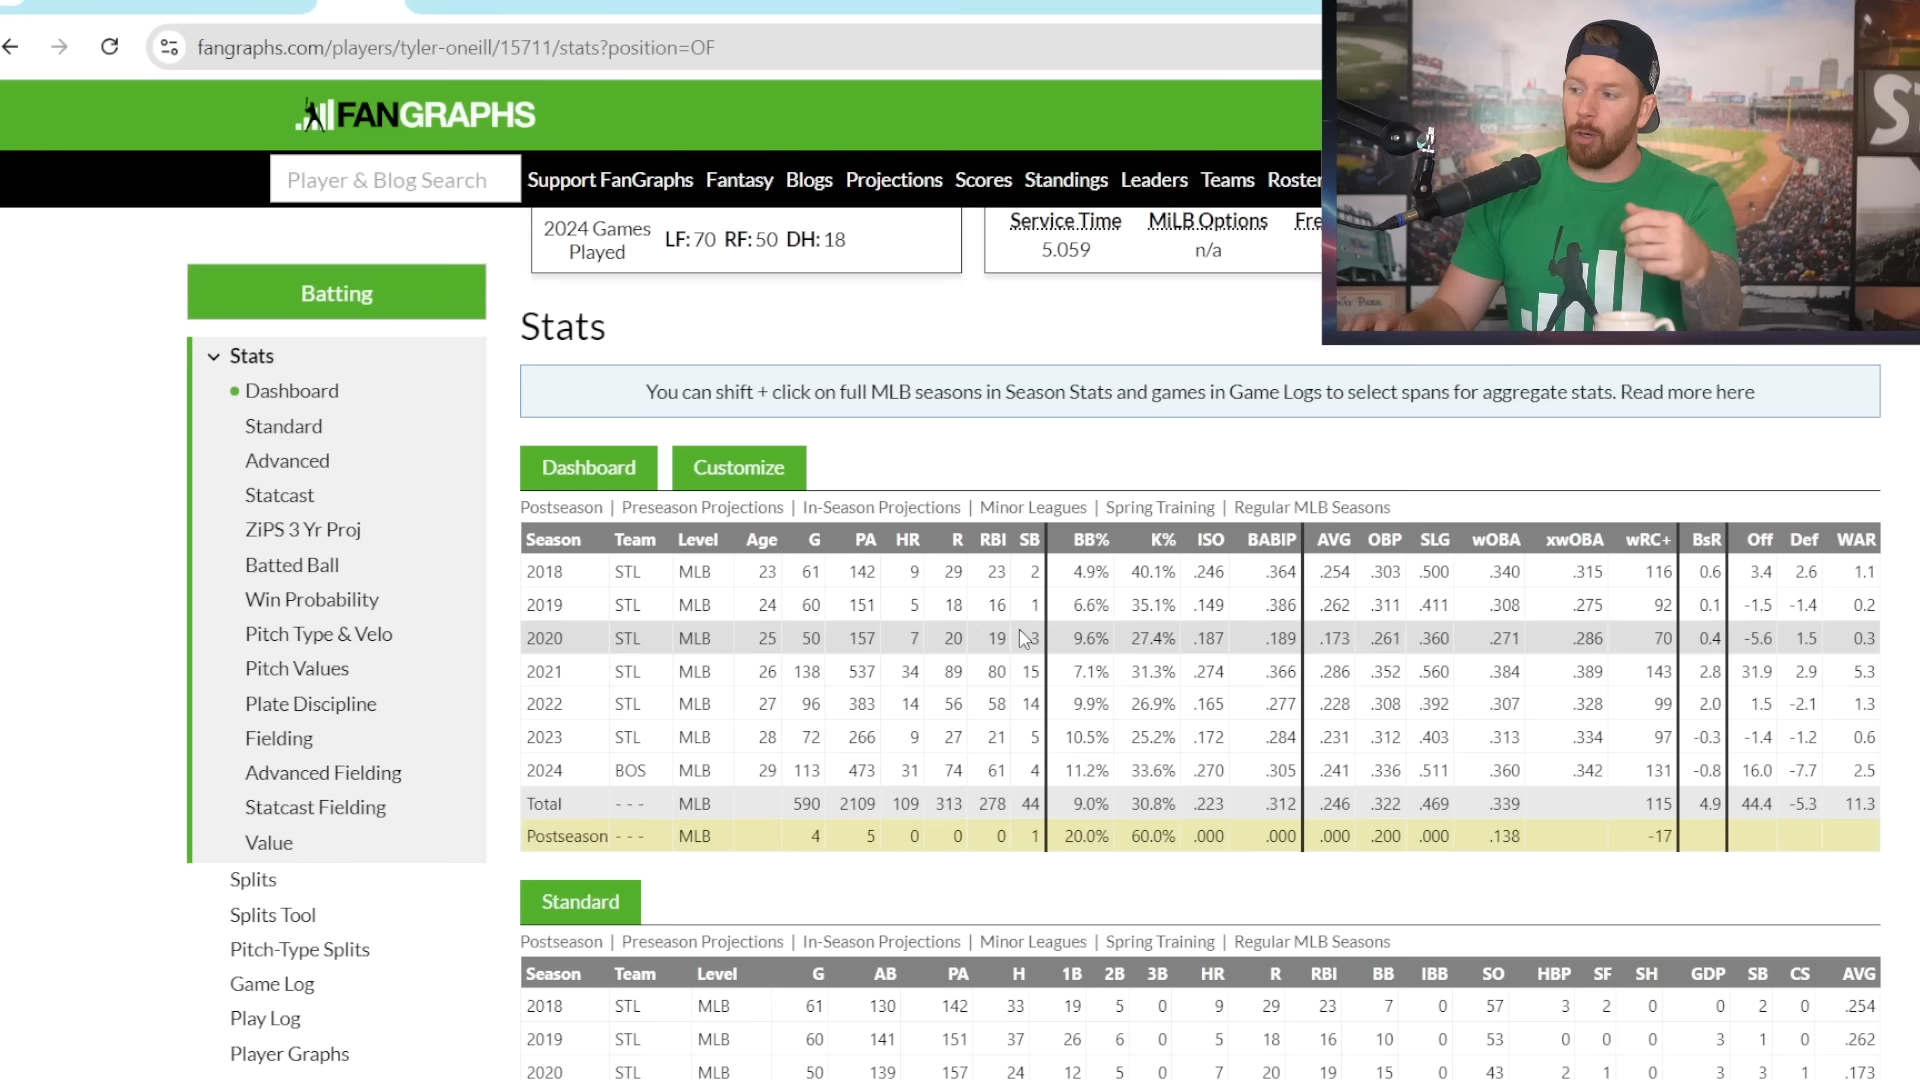 fangraphs.com/players/tyler-oneill/15711/stats?position=OF
FANGRAPHS
Player & Blog Search Support FanGraphs Fantasy Blogs Projections Scores Standings Leaders Teams Roster
2024 Games Played LF: 70 RF: 50 DH: 18
Service Time MiLB Options Fre
5.059 n/a
Batting
Stats
Dashboard
Standard
Advanced
Statcast
ZiPS 3 Yr Proj
Batted Ball
Win Probability
Pitch Type & Velo
Pitch Values
Plate Discipline
Fielding
Advanced Fielding
Statcast Fielding
Value
Splits
Splits Tool
Pitch-Type Splits
Game Log
Play Log
Player Graphs
Stats
You can shift + click on full MLB seasons in Season Stats and games in Game Logs to select spans for aggregate stats. Read more here
Dashboard Customize
Postseason | Preseason Projections | In-Season Projections | Minor Leagues | Spring Training | Regular MLB Seasons
Season Team Level Age G PA HR R RBI SB BB% K% ISO BABIP AVG OBP SLG wOBA xwOBA wRC+ BsR Off Def WAR
2018 STL MLB 23 61 142 9 29 23 2 4.9% 40.1% .246 .364 .254 .303 .500 .340 .315 116 0.6 3.4 2.6 1.1
2019 STL MLB 24 60 151 5 18 16 1 6.6% 35.1% .149 .386 .262 .311 .411 .308 .275 92 0.1 -1.5 -1.4 0.2
2020 STL MLB 25 50 157 7 20 19 3 9.6% 27.4% .187 .189 .173 .261 .360 .271 .286 70 0.4 -5.6 1.5 0.3
2021 STL MLB 26 138 537 34 89 80 15 7.1% 31.3% .274 .366 .286 .352 .560 .384 .389 143 2.8 31.9 2.9 5.3
2022 STL MLB 27 96 383 14 56 58 14 9.9% 26.9% .165 .277 .228 .308 .392 .307 .328 99 2.0 1.5 -2.1 1.3
2023 STL MLB 28 72 266 9 27 21 5 10.5% 25.2% .172 .284 .231 .312 .403 .313 .334 97 -0.3 -1.4 -1.2 0.6
2024 BOS MLB 29 113 473 31 74 61 4 11.2% 33.6% .270 .305 .241 .336 .511 .360 .342 131 -0.8 16.0 -7.7 2.5
Total - - - MLB 590 2109 109 313 278 44 9.0% 30.8% .223 .312 .246 .322 .469 .339 115 4.9 44.4 -5.3 11.3
Postseason - - - MLB 4 5 0 0 0 1 20.0% 60.0% .000 .000 .000 .200 .000 .138 -17
Standard
Postseason | Preseason Projections | In-Season Projections | Minor Leagues | Spring Training | Regular MLB Seasons
Season Team Level G AB PA H 1B 2B 3B HR R RBI BB IBB SO HBP SF SH GDP SB CS AVG
2018 STL MLB 61 130 142 33 19 5 0 9 29 23 7 0 57 3 2 0 0 2 0 .254
2019 STL MLB 60 141 151 37 26 6 0 5 18 16 10 0 53 0 0 0 3 1 0 .262
2020 STL MLB 50 139 157 24 12 5 0 7 20 19 15 0 43 2 1 0 3 3 1 .173